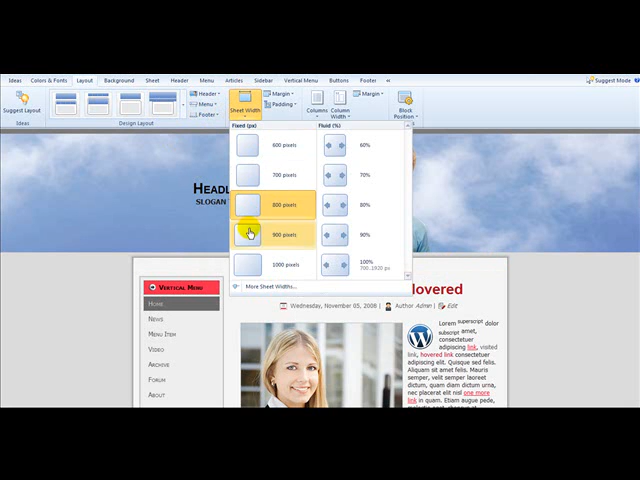 Ideas Colors & Fonts Layout Background Sheet Header Menu Articles Sidebar Vertical Menu Buttons Footer Suggest Mode
Suggest Layout
Header
Menu
Footer
Sheet Width
Margin
Padding
Columns
Column Width
Margin
Block Position
Ideas Design Layout
Fixed (px) Fluid (%)
600 pixels 60%
700 pixels 70%
800 pixels 80%
900 pixels 90%
1000 pixels 100%
700..1920 px
More Sheet Widths...
HEADL
SLOGAN T
VERTICAL MENU
HOME
NEWS
MENU ITEM
VIDEO
ARCHIVE
FORUM
ABOUT
Hovered
Wednesday, November 05, 2008 | Author Admin | Edit
Lorem superscript dolor
subscript amet,
consectetuer
adipiscing link, visited
link, hovered link consectetuer
adipiscing elit. Quisque sed felis.
Aliquam sit amet felis. Mauris
semper, velit semper laoreet
dictum, quam diam dictum urna,
nec placerat elit nisl one more
link in quam. Etiam augue pede,